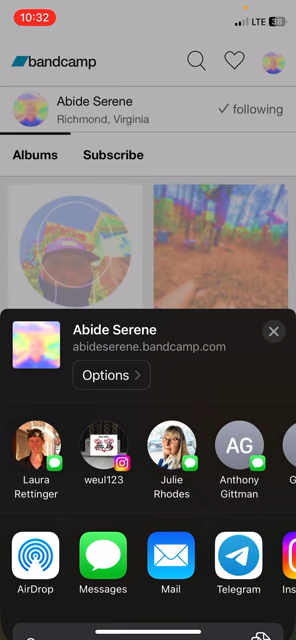 10:32
LTE 38
bandcamp
Abide Serene
Richmond, Virginia
following
Albums
Subscribe
Abide Serene
abideserene.bandcamp.com
Options
Laura
Rettinger
weul123
Julie
Rhodes
AG
Anthony
Gittman
G
AirDrop
Messages
Mail
Telegram
Ins